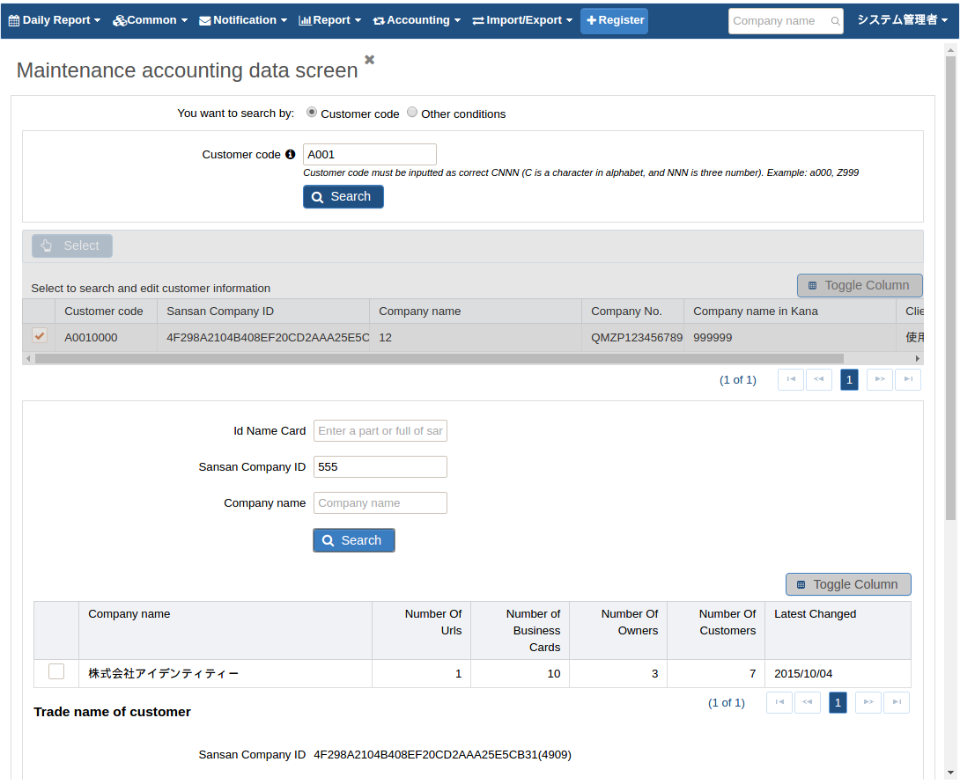 Daily Report Common Notification Report Accounting Import/Export Register Company name システム管理者
Maintenance accounting data screen
You want to search by: Customer code Other conditions
Customer code A001
Customer code must be inputted as correct CNNN (C is a character in alphabet, and NNN is three number). Example: a000, Z999
Search
Select
Select to search and edit customer information Toggle Column
Customer code Sansan Company ID Company name Company No. Company name in Kana Clie
A0010000 4F298A2104B408EF20CD2AAA25E5C 12 QMZP123456789 999999 使用
(1 of 1) 1
Id Name Card Enter a part or full of sar
Sansan Company ID 555
Company name Company name
Search
Toggle Column
Company name Number Of Number of Number Of Number Of Latest Changed
Urls Business Owners Customers
Cards
株式会社アイデンティティー 1 10 3 7 2015/10/04
(1 of 1) 1
Trade name of customer
Sansan Company ID 4F298A2104B408EF20CD2AAA25E5CB31(4909)